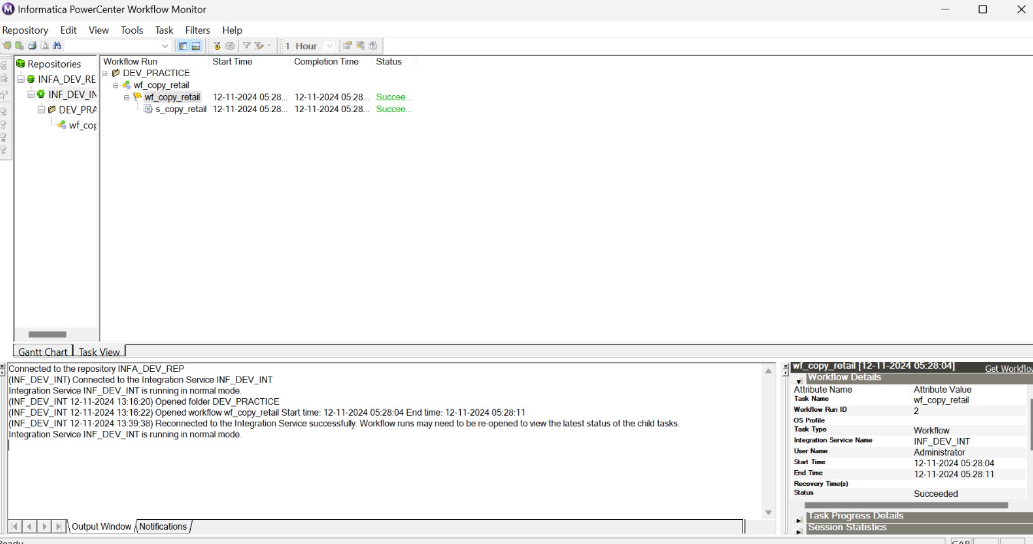 Informatica PowerCenter Workflow Monitor
Repository Edit View Tools Task Filters Help
1 Hour
Repositories
INFA_DEV_RE
INF_DEV_IN
DEV_PRA
wf_cop
Workflow Run Start Time Completion Time Status
DEV_PRACTICE
wf_copy_retail
wf_copy_retail 12-11-2024 05:28... 12-11-2024 05:28... Succee...
s_copy_retail 12-11-2024 05:28... 12-11-2024 05:28... Succee...
Gantt Chart Task View
Connected to the repository INFA_DEV_REP
(INF_DEV_INT) Connected to the Integration Service INF_DEV_INT
Integration Service INF_DEV_INT is running in normal mode.
(INF_DEV_INT 12-11-2024 13:16:20) Opened folder DEV_PRACTICE
(INF_DEV_INT 12-11-2024 13:16:22) Opened workflow wf_copy_retail Start time: 12-11-2024 05:28:04 End time: 12-11-2024 05:28:11
(INF_DEV_INT 12-11-2024 13:39:38) Reconnected to the Integration Service successfully. Workflow runs may need to be re-opened to view the latest status of the child tasks.
Integration Service INF_DEV_INT is running in normal mode.
Output Window Notifications
wf_copy_retail [12-11-2024 05:28:04] Get Workflo
Workflow Details
Attribute Name Attribute Value
Task Name wf_copy_retail
Workflow Run ID 2
OS Profile
Task Type Workflow
Integration Service Name INF_DEV_INT
User Name Administrator
Start Time 12-11-2024 05:28:04
End Time 12-11-2024 05:28:11
Recovery Time(s)
Status Succeeded
Task Progress Details
Session Statistics